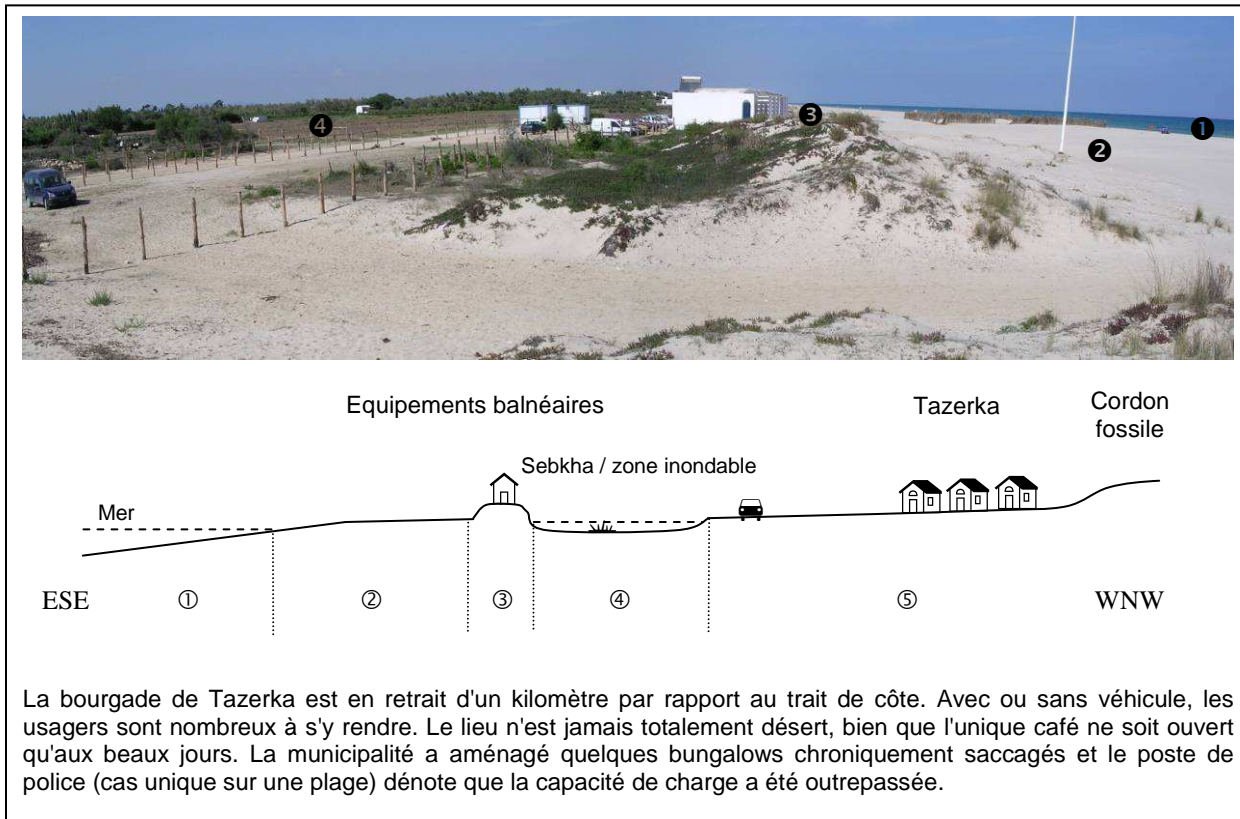 ❹
❸
❶
❷
Equipements balnéaires
Tazerka
Cordon
fossile
Sebkha / zone inondable
Mer
ESE ① ② ③ ④ ⑤ WNW
La bourgade de Tazerka est en retrait d'un kilomètre par rapport au trait de côte. Avec ou sans véhicule, les
usagers sont nombreux à s'y rendre. Le lieu n'est jamais totalement désert, bien que l'unique café ne soit ouvert
qu'aux beaux jours. La municipalité a aménagé quelques bungalows chroniquement saccagés et le poste de
police (cas unique sur une plage) dénote que la capacité de charge a été outrepassée.